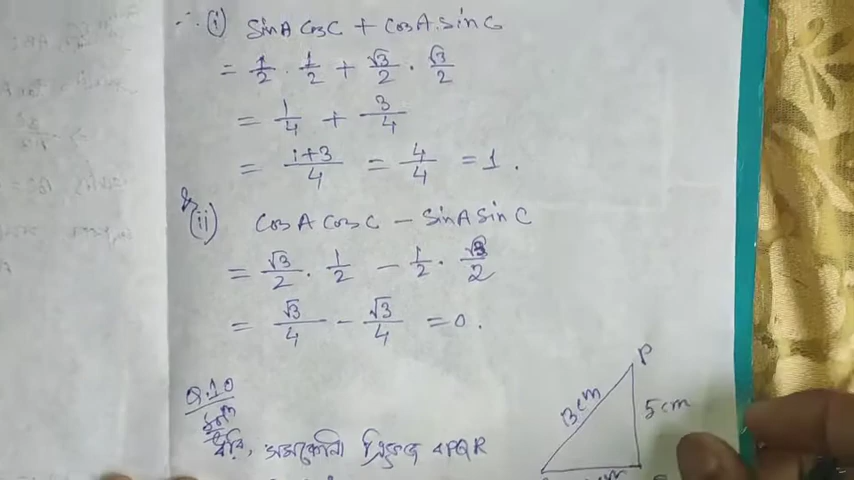 ∴ (i) sinA cosC + cosA.sinC
= 1/2 . 1/2 + √3/2 . √3/2
= 1/4 + 3/4
= 1+3/4 = 4/4 = 1.
(ii) cosA cosC − sinA sinC
= √3/2 . 1/2 − 1/2 . √3/2
= √3/4 − √3/4 = 0.
Q.10
ধৰি, সমকোণী ত্ৰিভুজ ΔPQR
P
13cm
5cm